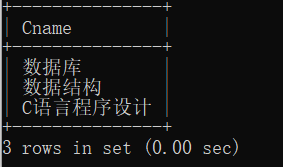 +---------------+
| Cname         |
+---------------+
| 数据库        |
| 数据结构      |
| C语言程序设计 |
+---------------+
3 rows in set (0.00 sec)